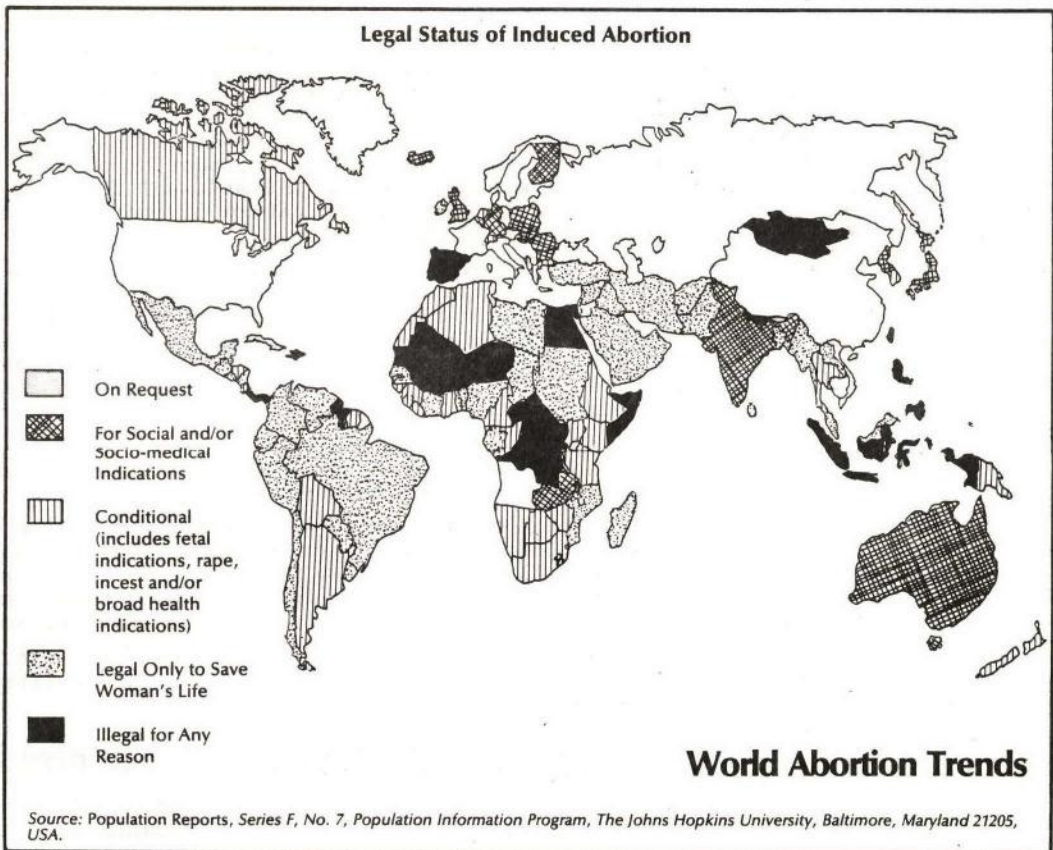 Legal Status of Induced Abortion
On Request
For Social and/or
Socio-medical
Indications
Conditional
(includes fetal
indications, rape,
incest and/or
broad health
indications)
Legal Only to Save
Woman's Life
Illegal for Any
Reason
World Abortion Trends
Source: Population Reports, Series F, No. 7, Population Information Program, The Johns Hopkins University, Baltimore, Maryland 21205,
USA.